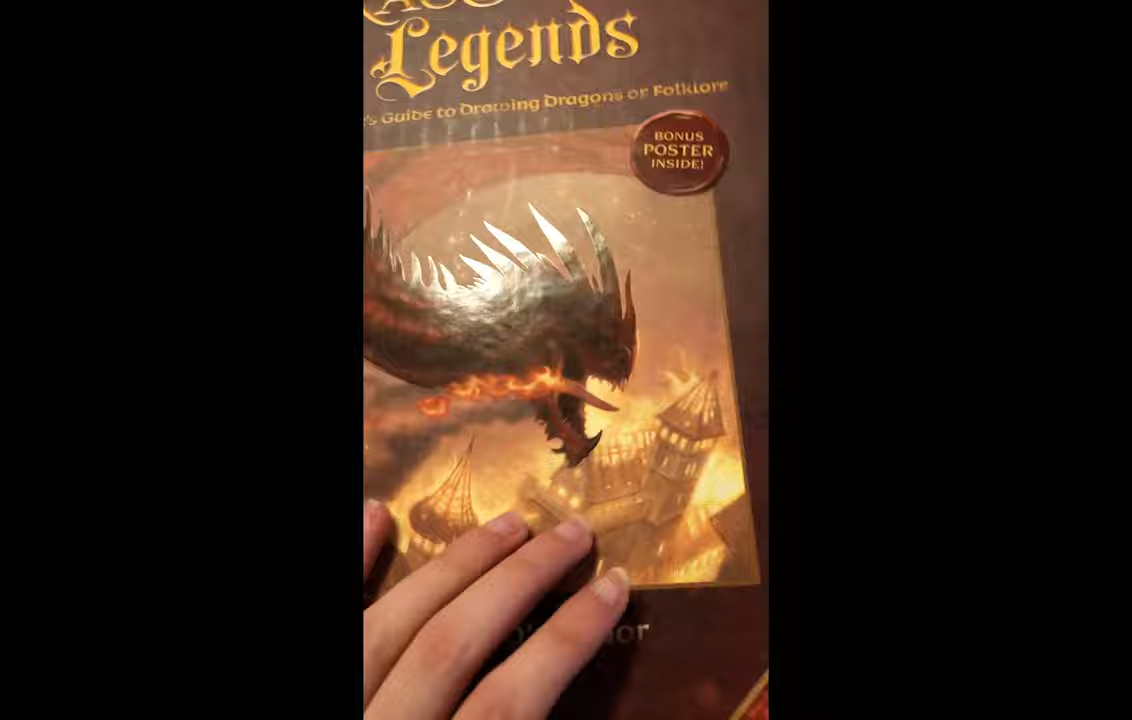 Legends
's Guide to Drawing Dragons of Folklore
BONUS
POSTER
INSIDE!